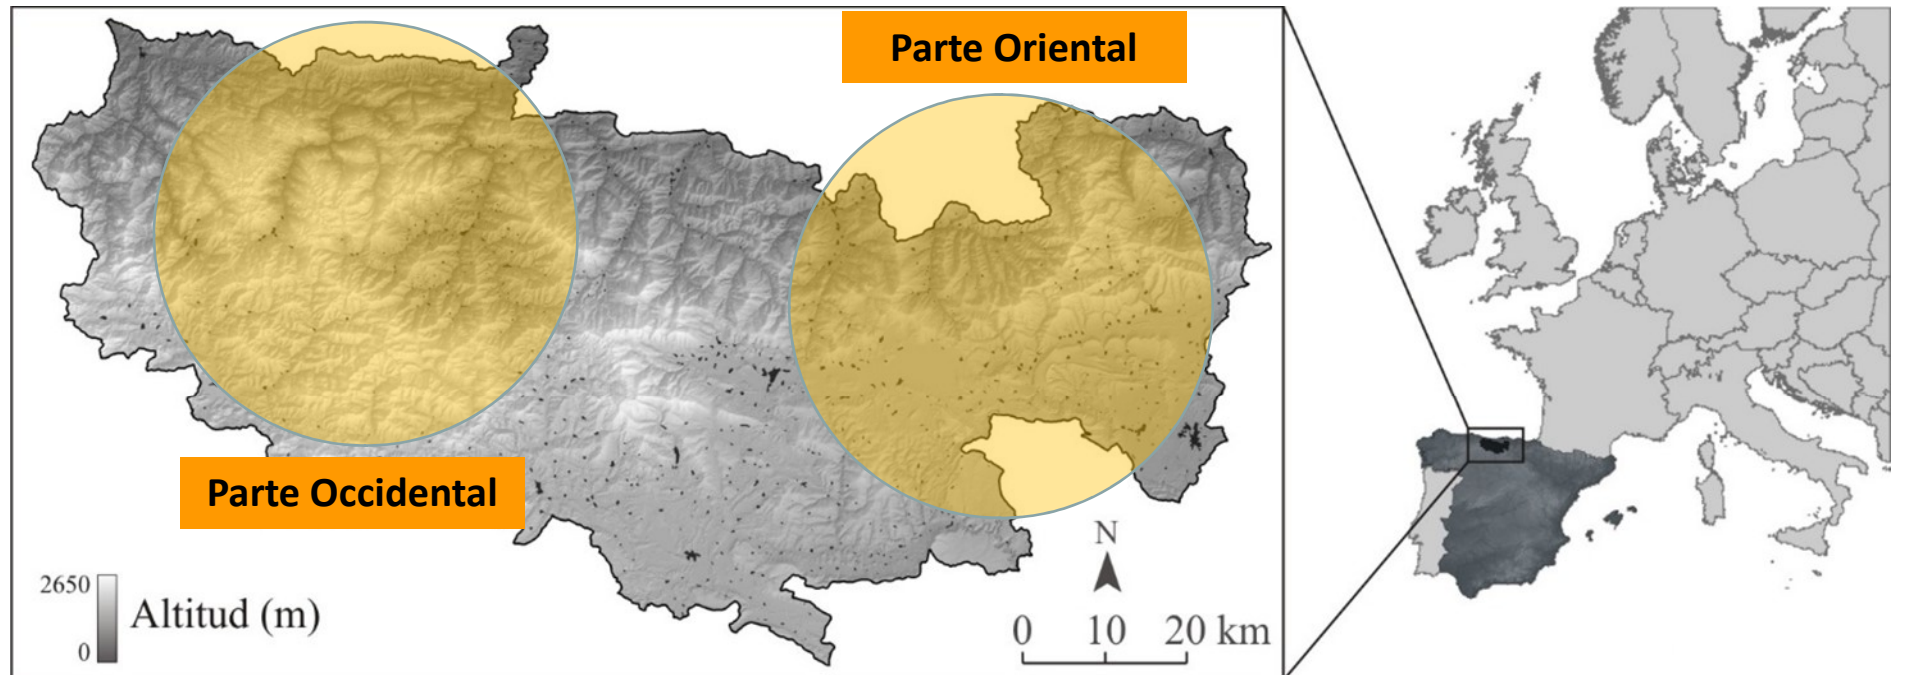 Parte Oriental
Parte Occidental
N
2650
Altitud (m)
0
0 10 20 km